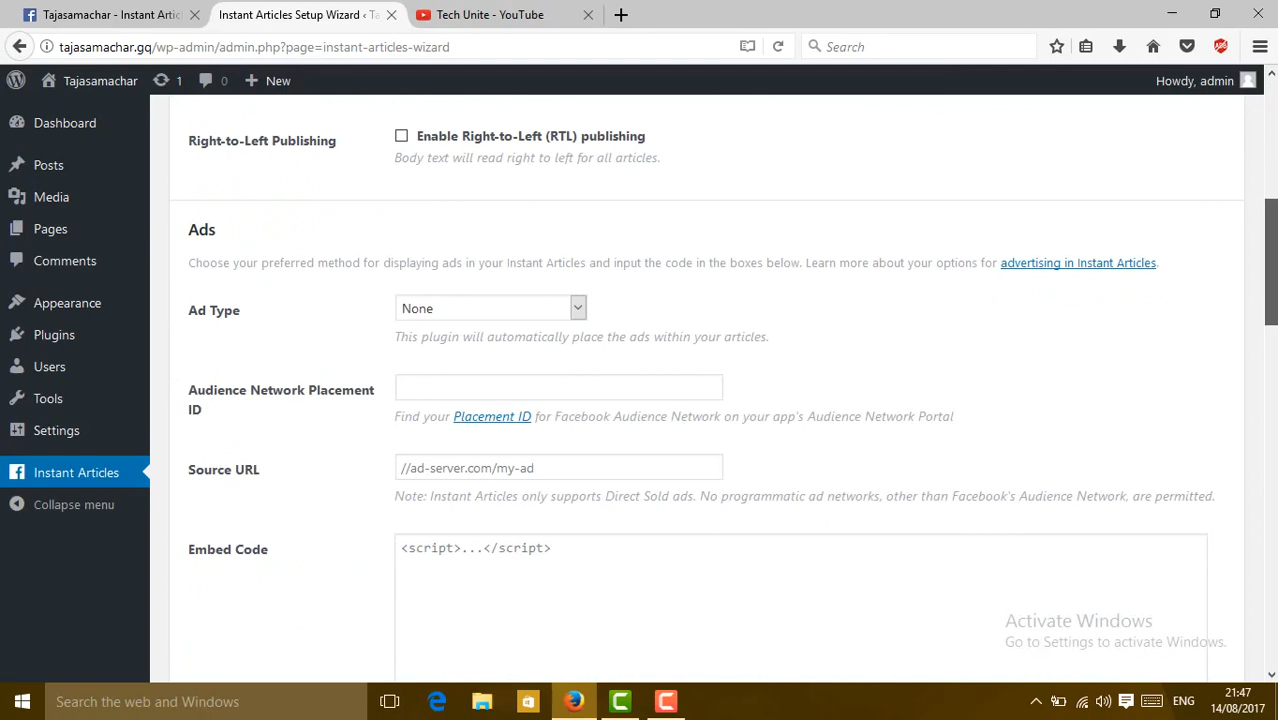 Tajasamachar - Instant Artic
Instant Articles Setup Wizard ‹ Ta
Tech Unite - YouTube
tajasamachar.gq/wp-admin/admin.php?page=instant-articles-wizard
Search
Tajasamachar
1
0
New
Howdy, admin
Dashboard
Posts
Media
Pages
Comments
Appearance
Plugins
Users
Tools
Settings
Instant Articles
Collapse menu
Right-to-Left Publishing
Enable Right-to-Left (RTL) publishing
Body text will read right to left for all articles.
Ads
Choose your preferred method for displaying ads in your Instant Articles and input the code in the boxes below. Learn more about your options for advertising in Instant Articles.
Ad Type
None
This plugin will automatically place the ads within your articles.
Audience Network Placement
ID
Find your Placement ID for Facebook Audience Network on your app's Audience Network Portal
Source URL
//ad-server.com/my-ad
Note: Instant Articles only supports Direct Sold ads. No programmatic ad networks, other than Facebook's Audience Network, are permitted.
Embed Code
<script>...</script>
Activate Windows
Go to Settings to activate Windows.
Search the web and Windows
ENG
21:47
14/08/2017